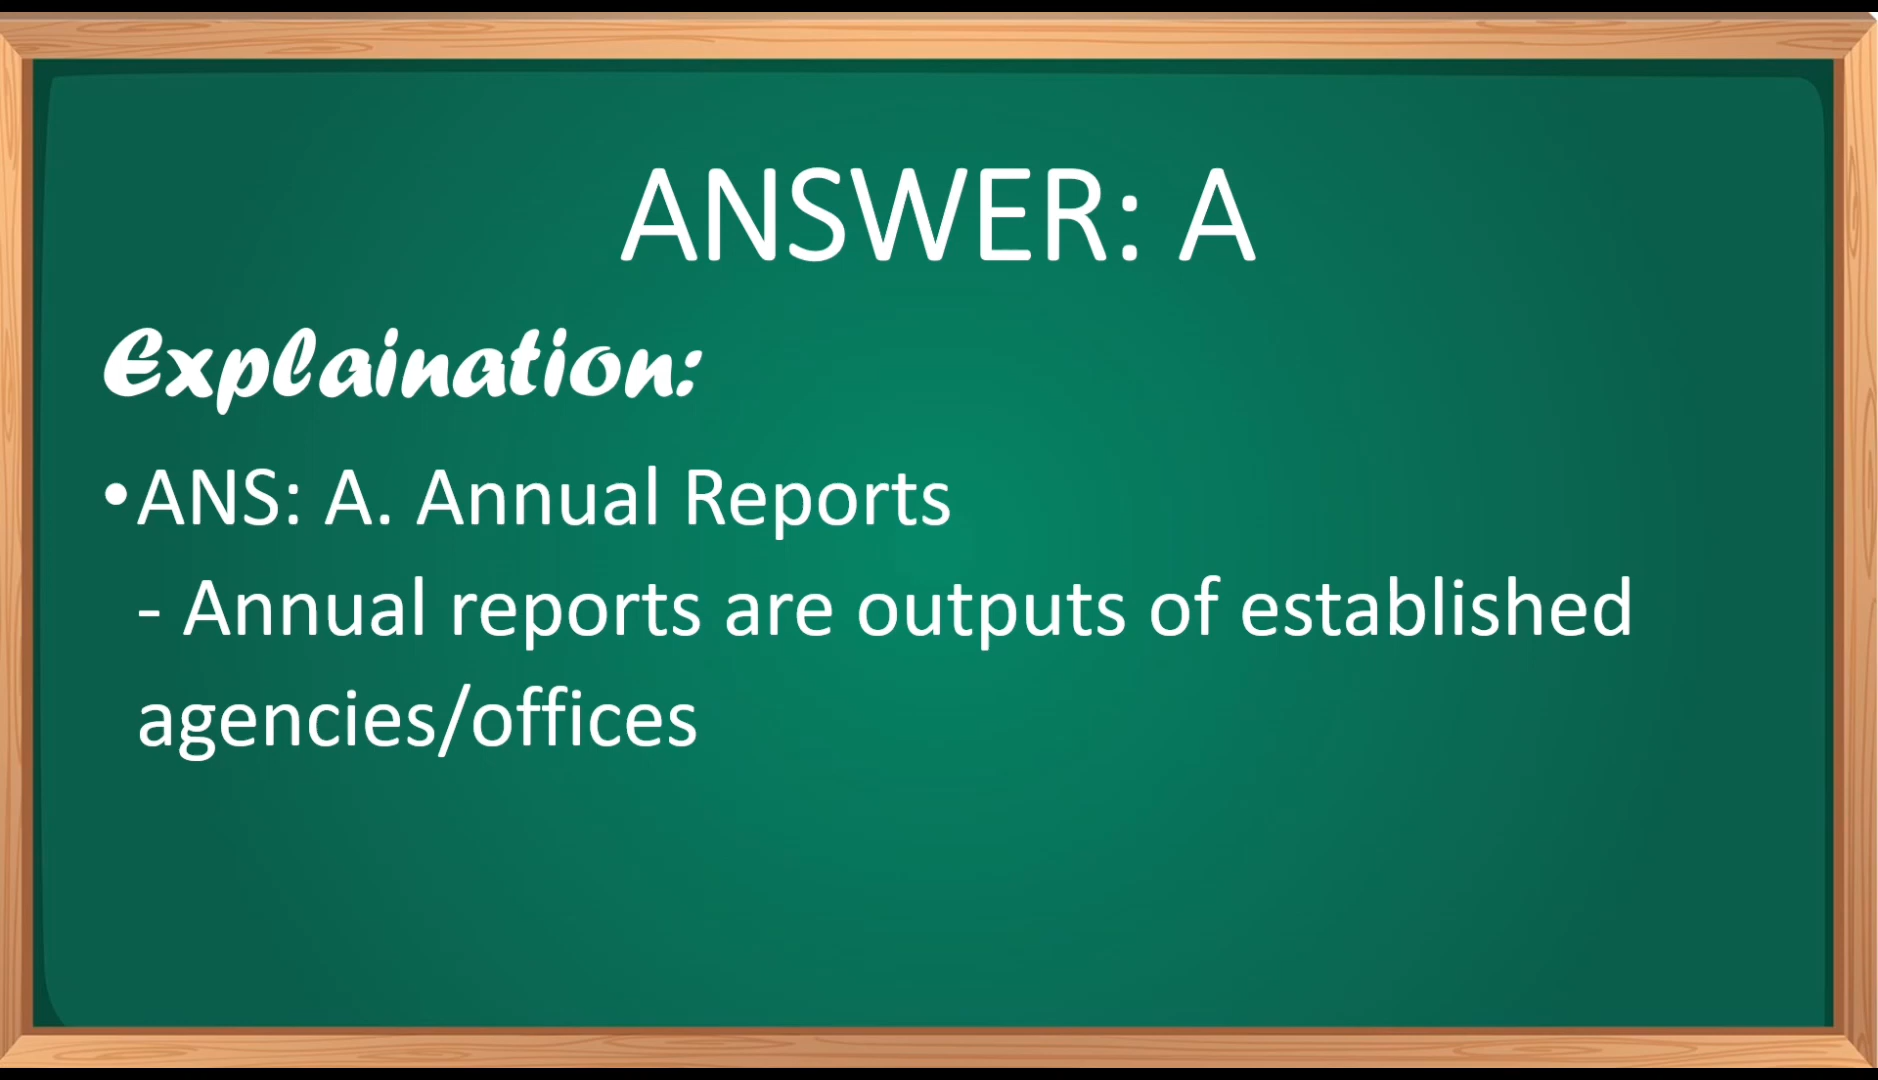 ANSWER: A
Explaination:
•ANS: A. Annual Reports
- Annual reports are outputs of established
agencies/offices